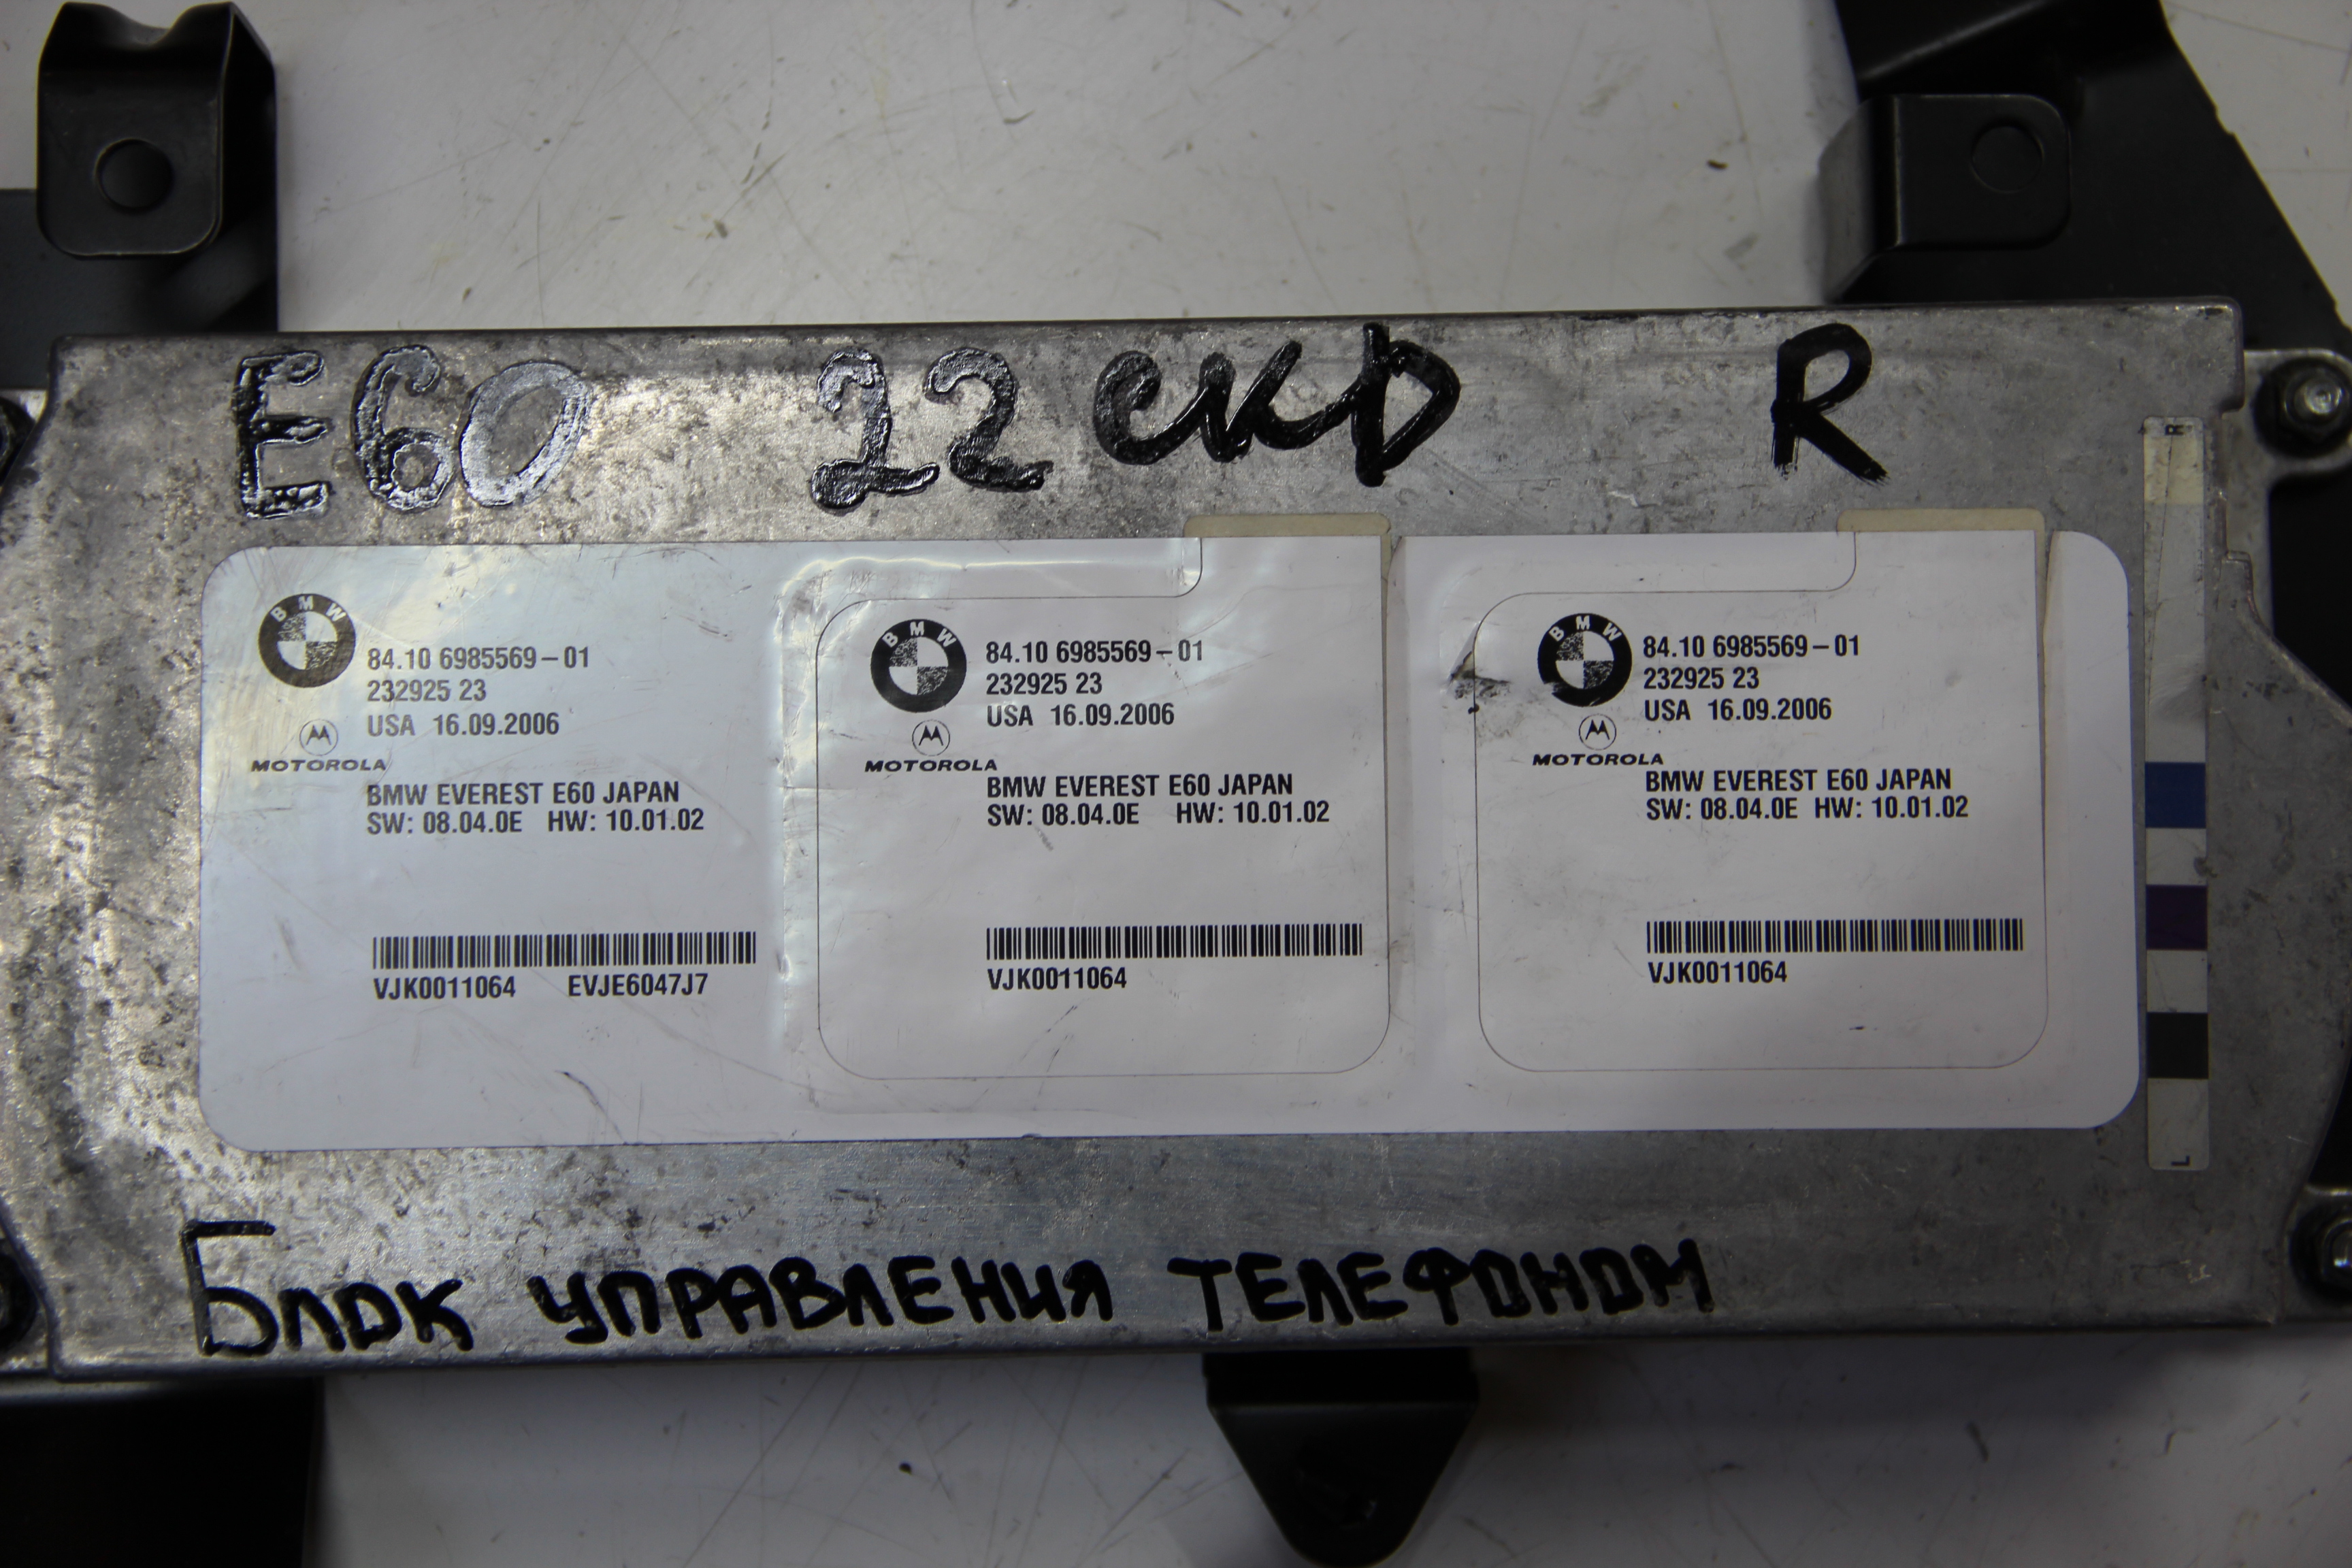 E60 22 скD R
BMW
84.10 6985569-01
232925 23
USA 16.09.2006
MOTOROLA
BMW EVEREST E60 JAPAN
SW: 08.04.0E HW: 10.01.02
VJK0011064 EVJE6047J7
BMW
84.10 6985569-01
232925 23
USA 16.09.2006
MOTOROLA
BMW EVEREST E60 JAPAN
SW: 08.04.0E HW: 10.01.02
VJK0011064
BMW
84.10 6985569-01
232925 23
USA 16.09.2006
MOTOROLA
BMW EVEREST E60 JAPAN
SW: 08.04.0E HW: 10.01.02
VJK0011064
R
L
Блок управления телефоном